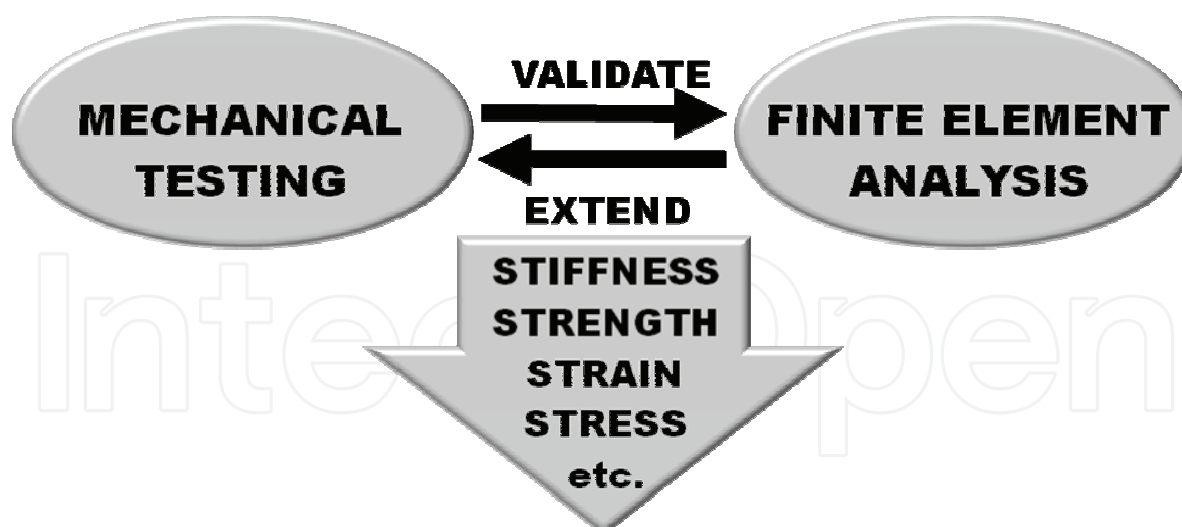 MECHANICAL
TESTING
VALIDATE
EXTEND
FINITE ELEMENT
ANALYSIS
STIFFNESS
STRENGTH
STRAIN
STRESS
etc.
IntechOpen